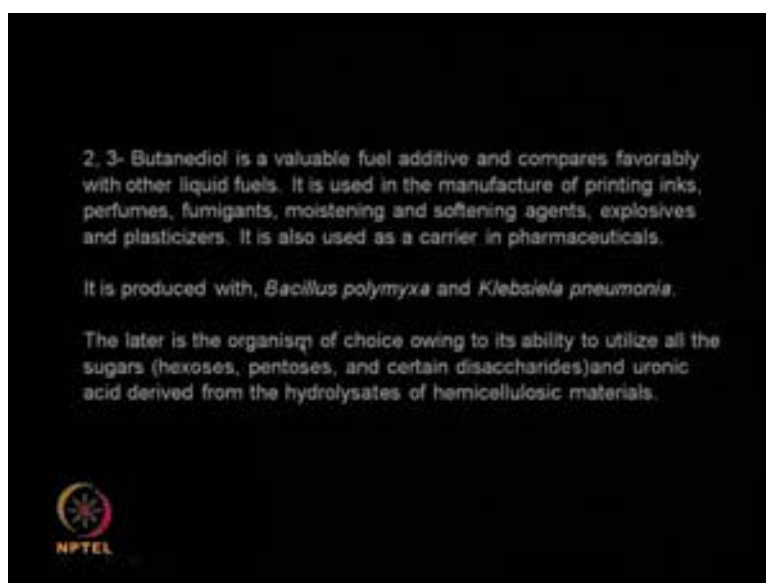 2, 3- Butanediol is a valuable fuel additive and compares favorably
with other liquid fuels. It is used in the manufacture of printing inks,
perfumes, fumigants, moistening and softening agents, explosives
and plasticizers. It is also used as a carrier in pharmaceuticals.
It is produced with, Bacillus polymyxa and Klebsiela pneumonia.
The later is the organism of choice owing to its ability to utilize all the
sugars (hexoses, pentoses, and certain disaccharides)and uronic
acid derived from the hydrolysates of hemicellulosic materials.
NPTEL